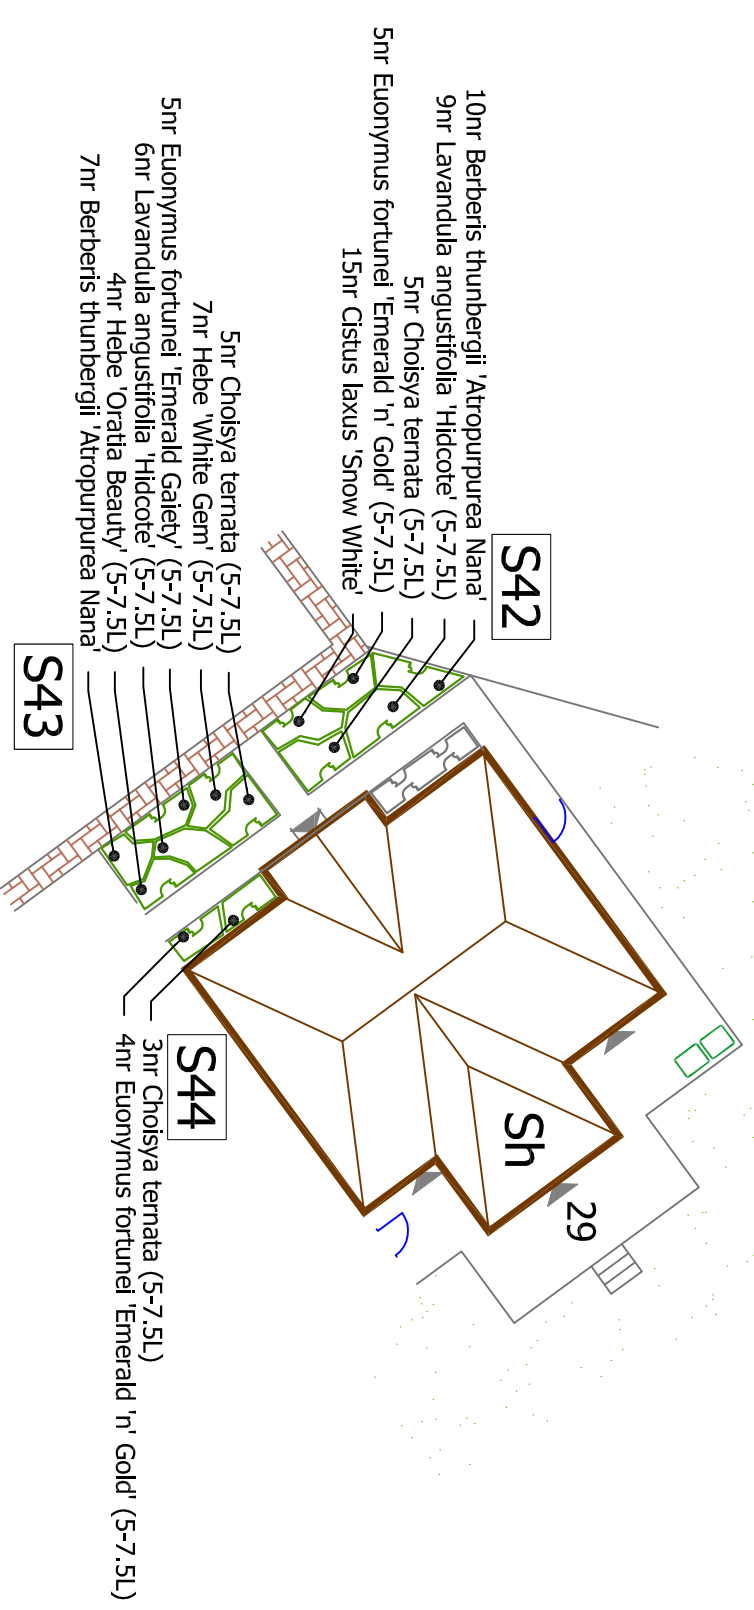 S42
10nr Berberis thunbergii 'Atropurpurea Nana'
9nr Lavandula angustifolia 'Hidcote' (5-7.5L)
5nr Choisya ternata (5-7.5L)
5nr Euonymus fortunei 'Emerald 'n' Gold' (5-7.5L)
15nr Cistus laxus 'Snow White'
5nr Choisya ternata (5-7.5L)
7nr Hebe 'White Gem' (5-7.5L)
5nr Euonymus fortunei 'Emerald Gaiety' (5-7.5L)
6nr Lavandula angustifolia 'Hidcote' (5-7.5L)
4nr Hebe 'Oratia Beauty' (5-7.5L)
7nr Berberis thunbergii 'Atropurpurea Nana'
S43
29
Sh
S44
3nr Choisya ternata (5-7.5L)
4nr Euonymus fortunei 'Emerald 'n' Gold' (5-7.5L)